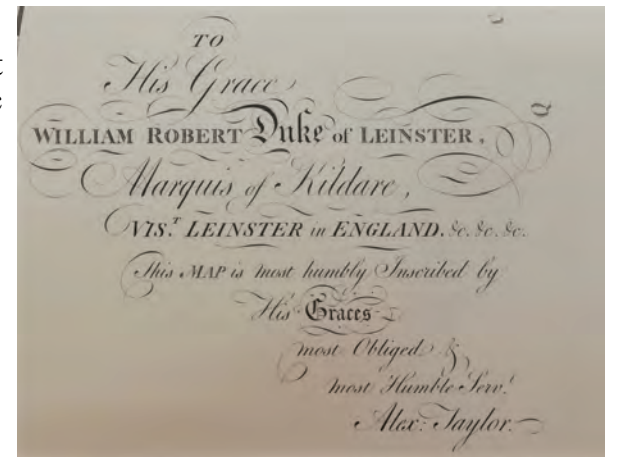 TO
His Grace
WILLIAM ROBERT Duke of LEINSTER,
Marquis of Kildare,
VIS.T LEINSTER in ENGLAND. &c. &c. &c.
This MAP is most humbly Inscribed by
His Graces
most Obliged &
most Humble Serv.t
Alex: Taylor.